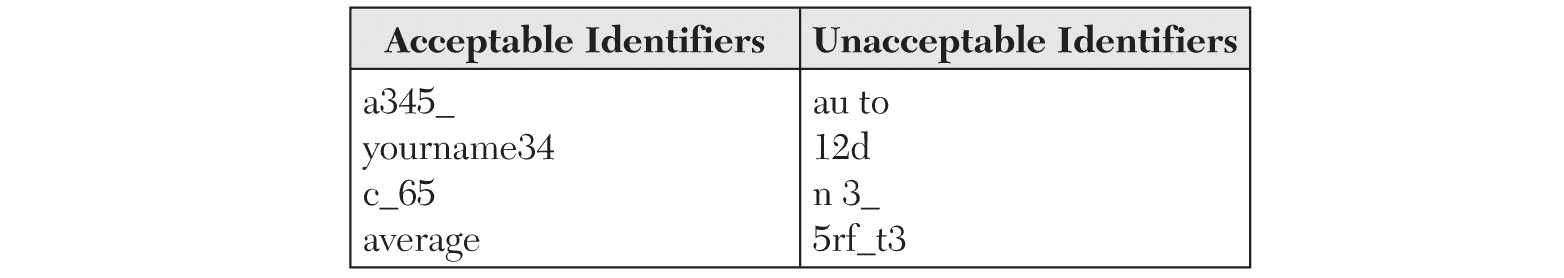 Acceptable Identifiers Unacceptable Identifiers
a345_ au to
yourname34 12d
c_65 n 3_
average 5rf_t3